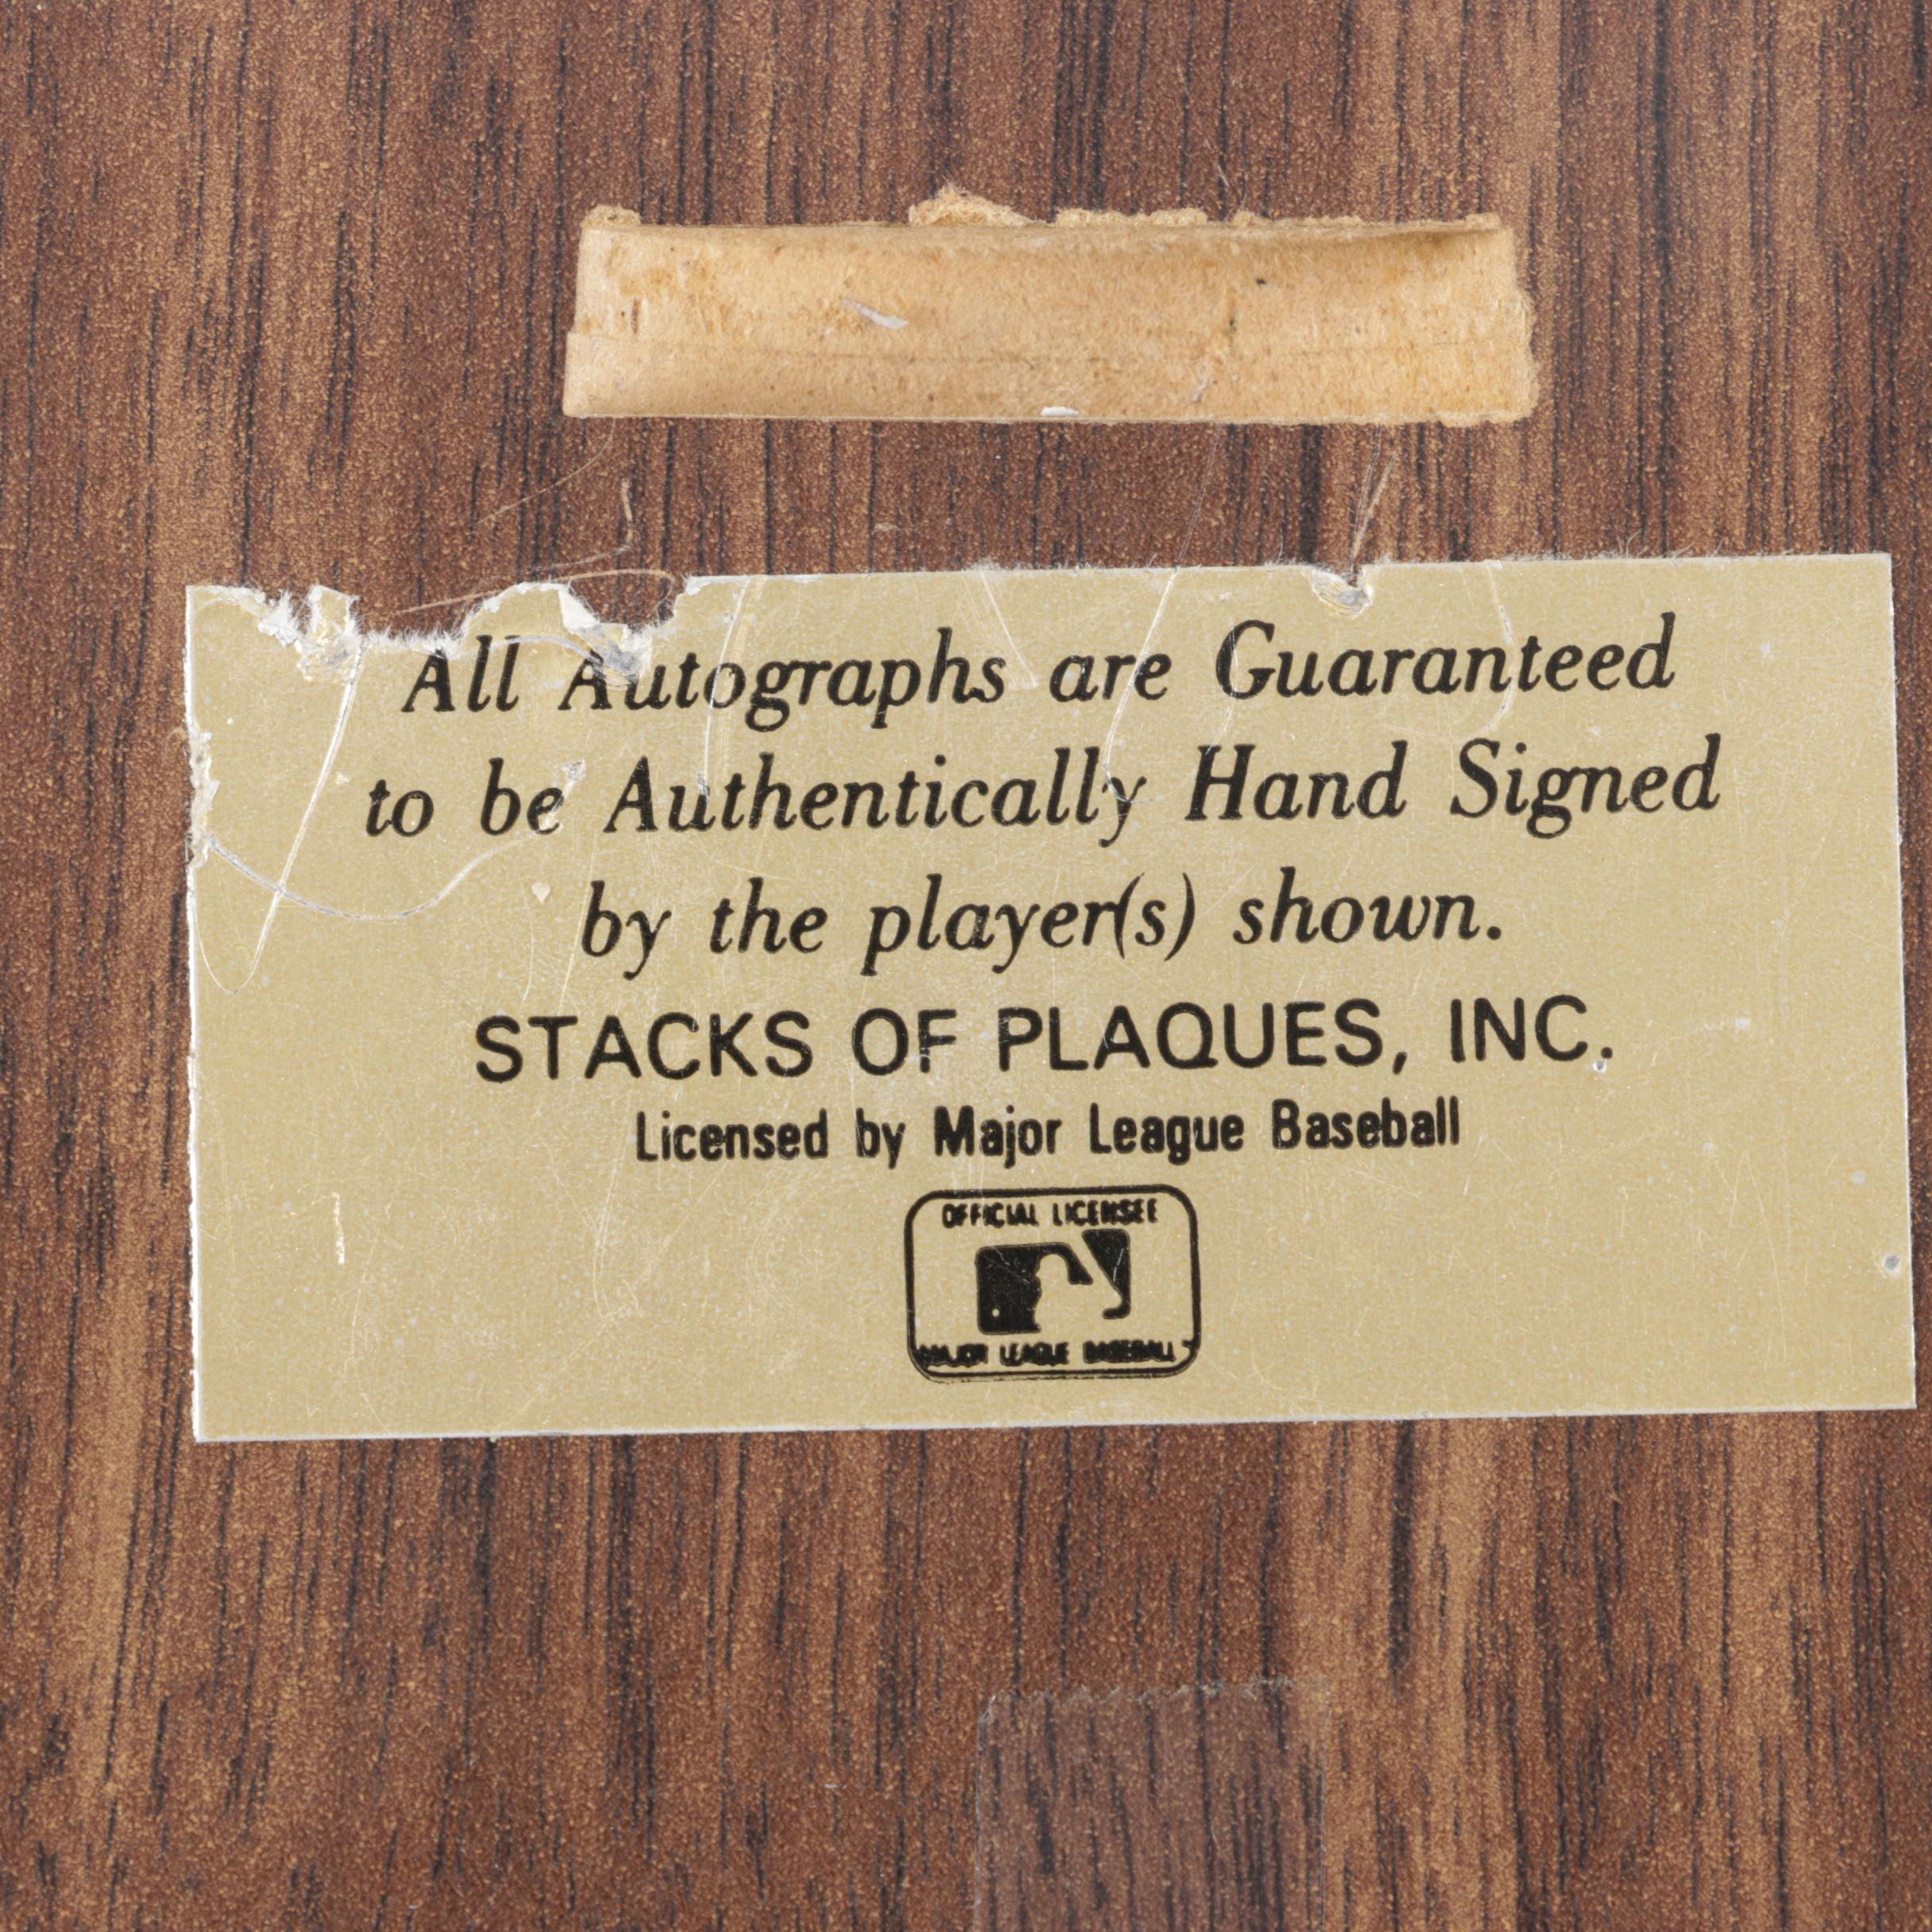 All Autographs are Guaranteed
to be Authentically Hand Signed
by the player(s) shown.
STACKS OF PLAQUES, INC.
Licensed by Major League Baseball
OFFICIAL LICENSEE
MAJOR LEAGUE BASEBALL